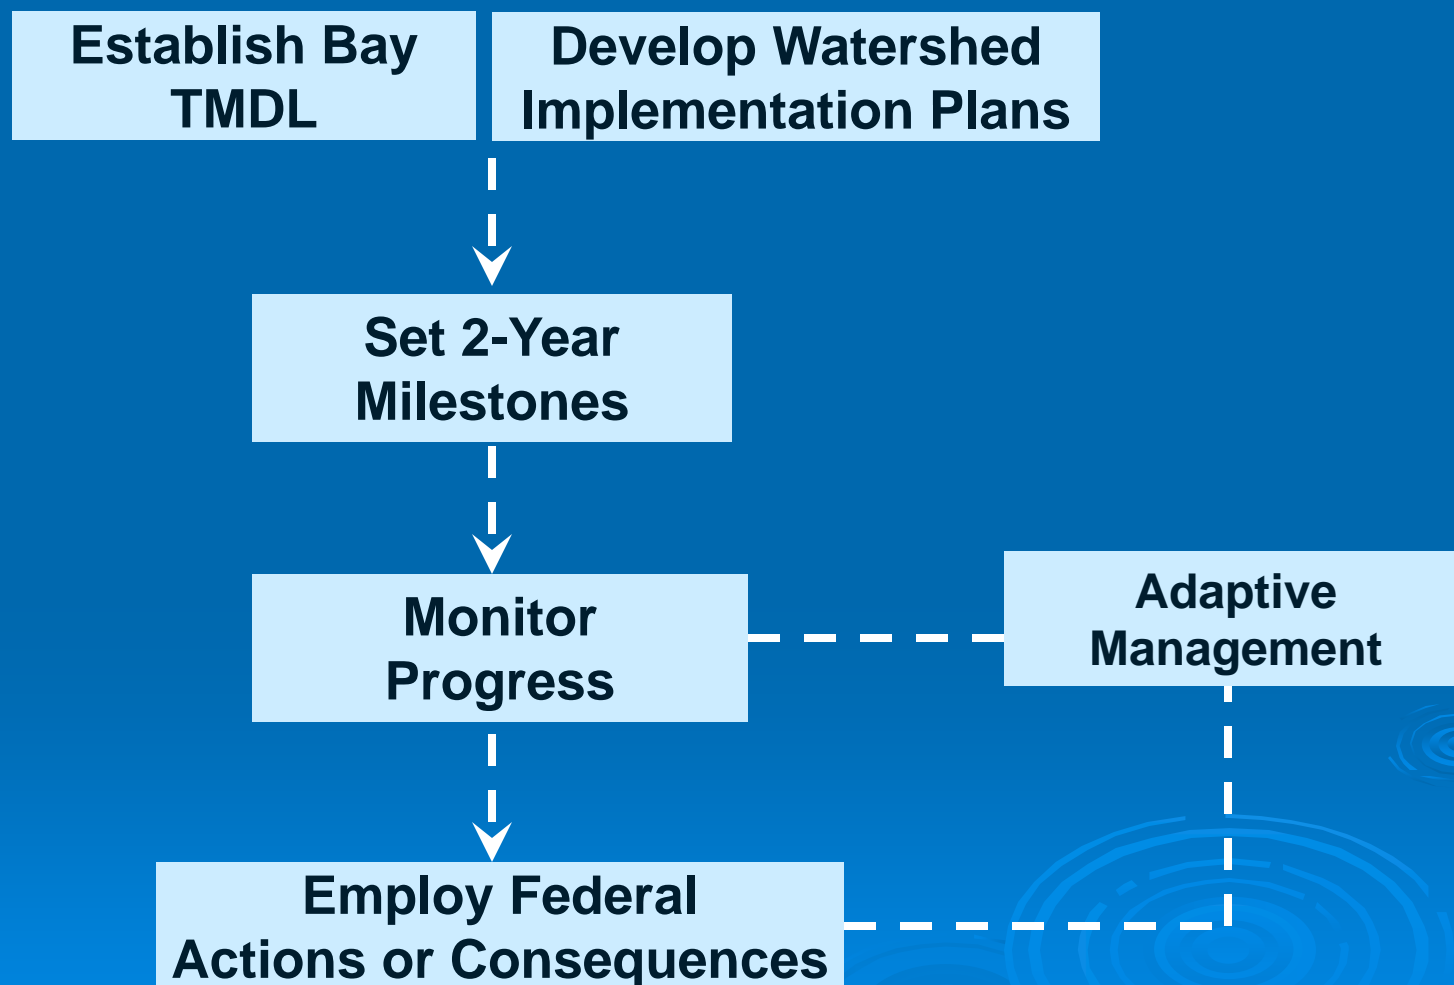 Establish Bay
TMDL
Develop Watershed
Implementation Plans
Set 2-Year
Milestones
Monitor
Progress
Adaptive
Management
Employ Federal
Actions or Consequences